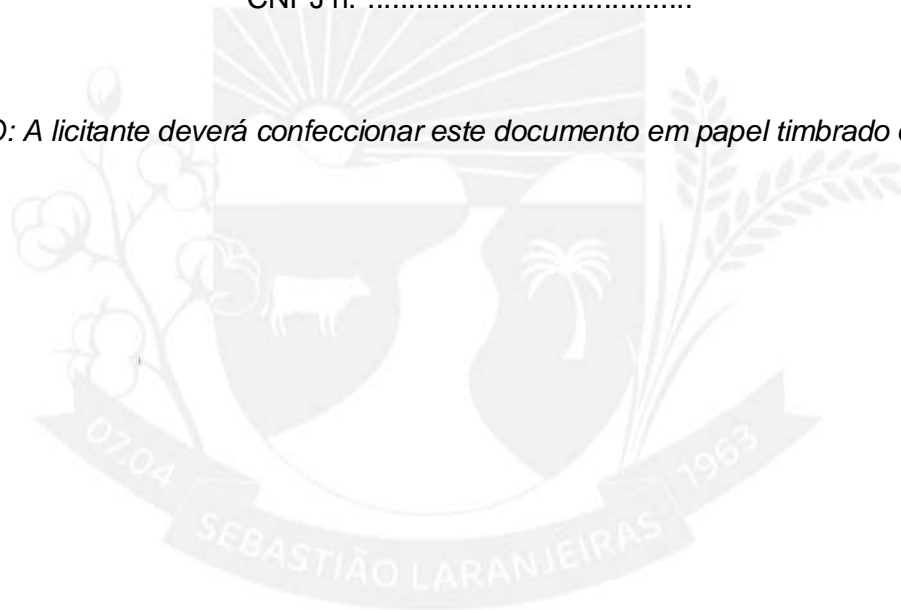 CNPJ n. ........................................
: A licitante deverá confeccionar este documento em papel timbrado
07.04
1963
SEBASTIÃO LARANJEIRAS